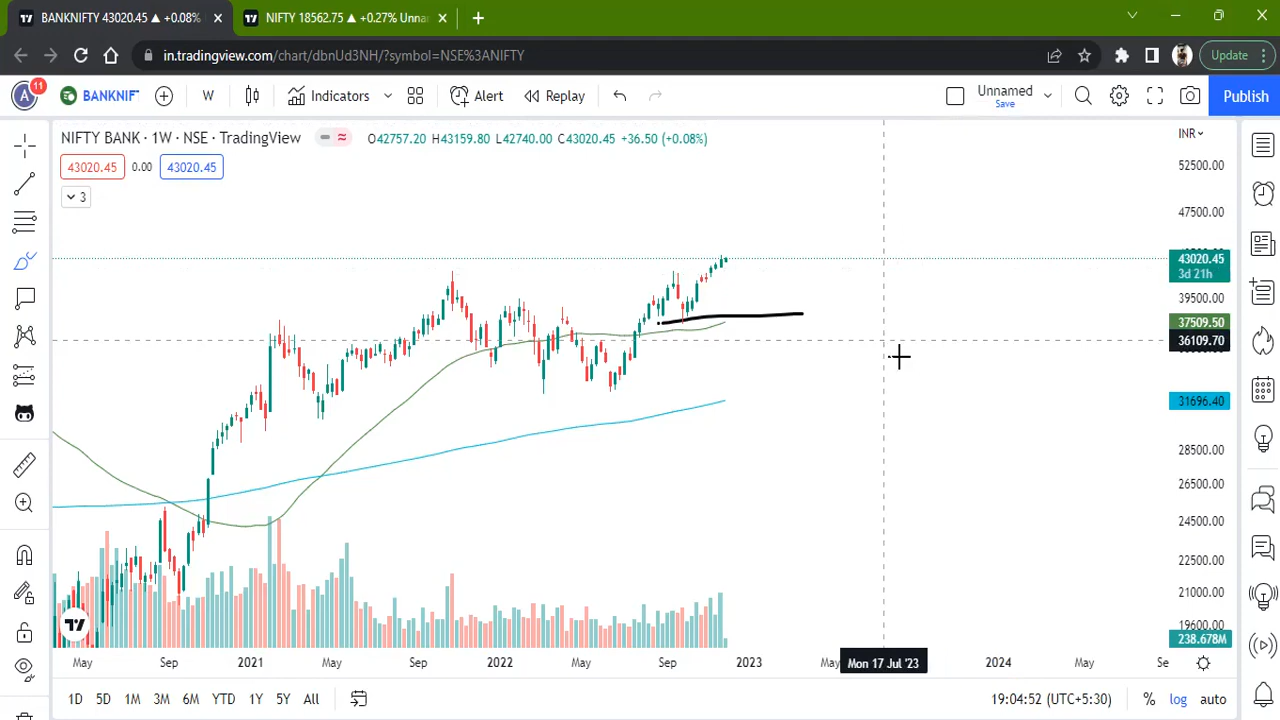 BANKNIFTY 43020.45 ▲ +0.08% ×
NIFTY 18562.75 ▲ +0.27% Unnar ×
in.tradingview.com/chart/dbnUd3NH/?symbol=NSE%3ANIFTY
Update
A 11 BANKNIF W Indicators Alert Replay Unnamed Save Publish
NIFTY BANK · 1W · NSE · TradingView O42757.20 H43159.80 L42740.00 C43020.45 +36.50 (+0.08%)
INR
43020.45 0.00 43020.45
3
52500.00
47500.00
43020.45
3d 21h
39500.00
37509.50
36109.70
31696.40
28500.00
26500.00
24500.00
22500.00
21000.00
19600.00
238.678M
May Sep 2021 May Sep 2022 May Sep 2023 May Mon 17 Jul '23 2024 May Se
1D 5D 1M 3M 6M YTD 1Y 5Y All 19:04:52 (UTC+5:30) % log auto